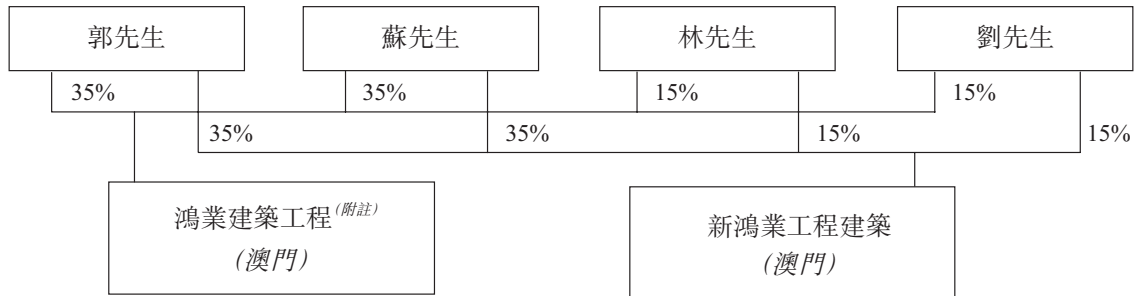 郭先生 蘇先生 林先生 劉先生
35% 35% 15% 15%
35% 35% 15% 15%
鴻業建築工程(附註)
(澳門)
新鴻業工程建築
(澳門)